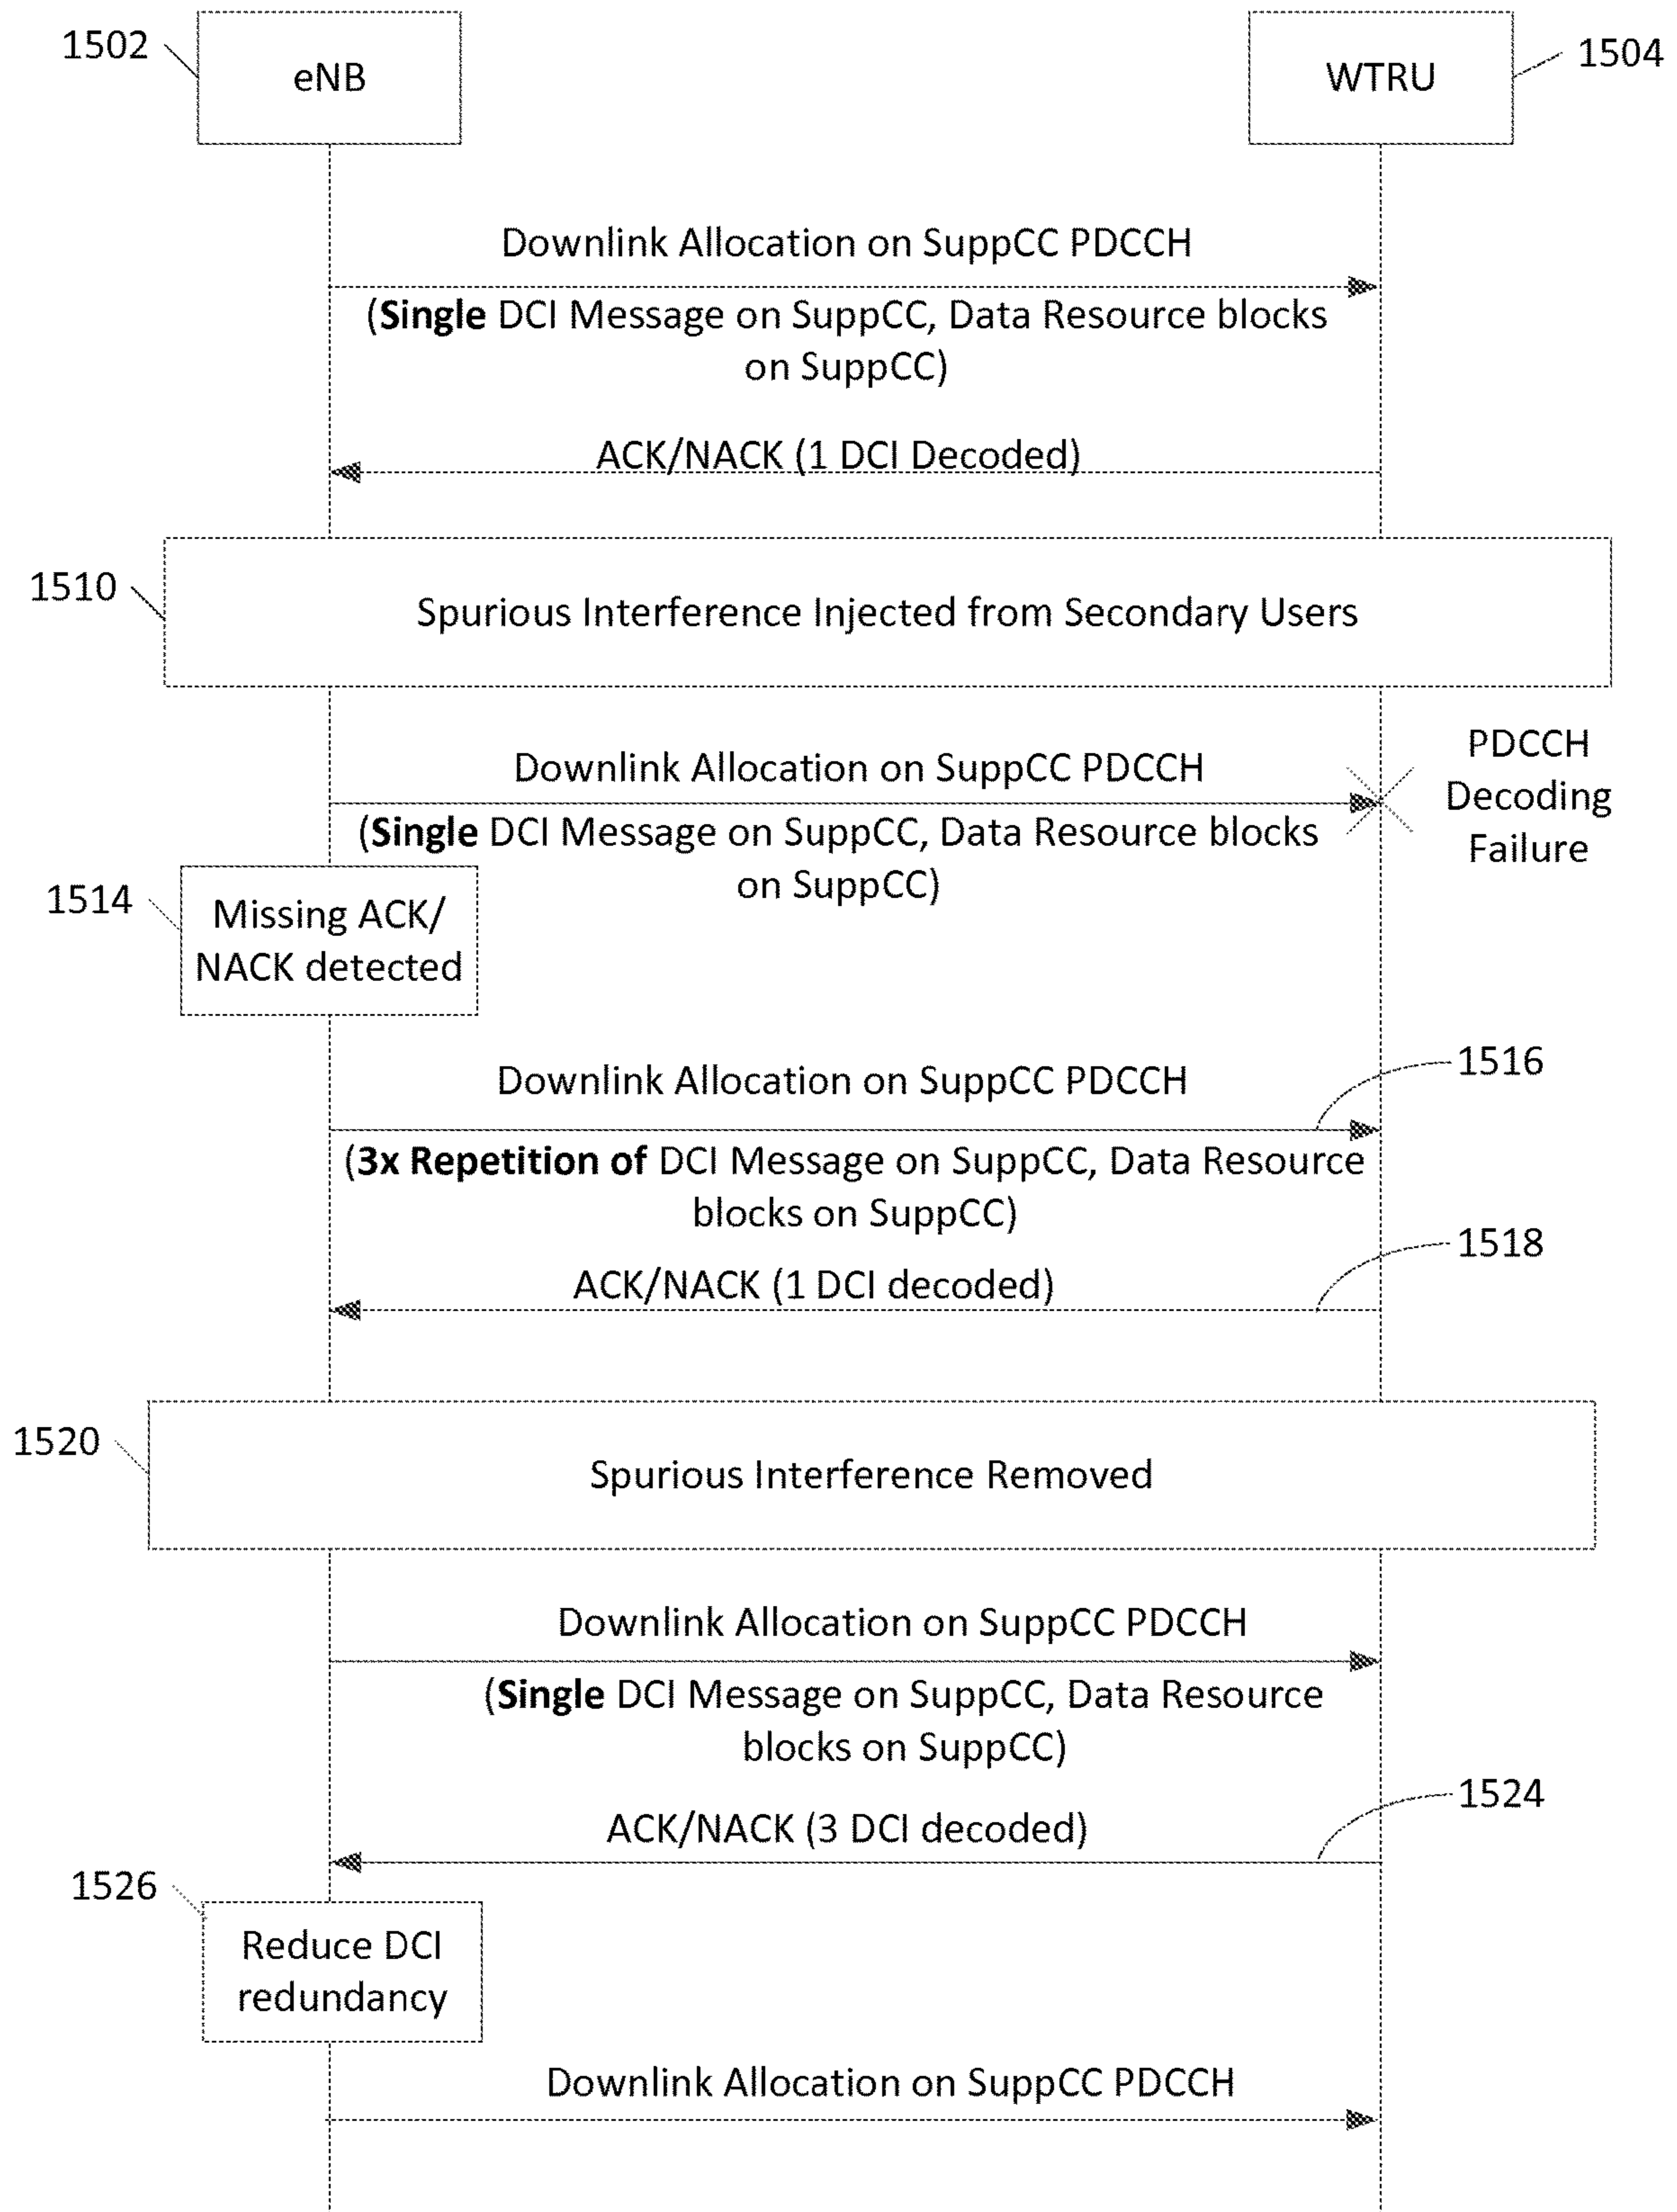 1502
eNB
WTRU
1504
Downlink Allocation on SuppCC PDCCH
(Single DCI Message on SuppCC, Data Resource blocks
on SuppCC)
ACK/NACK (1 DCI Decoded)
1510
Spurious Interference Injected from Secondary Users
Downlink Allocation on SuppCC PDCCH
(Single DCI Message on SuppCC, Data Resource blocks
on SuppCC)
PDCCH
Decoding
Failure
1514
Missing ACK/
NACK detected
1516
Downlink Allocation on SuppCC PDCCH
(3x Repetition of DCI Message on SuppCC, Data Resource
blocks on SuppCC)
1518
ACK/NACK (1 DCI decoded)
1520
Spurious Interference Removed
Downlink Allocation on SuppCC PDCCH
(Single DCI Message on SuppCC, Data Resource
blocks on SuppCC)
1524
ACK/NACK (3 DCI decoded)
1526
Reduce DCI
redundancy
Downlink Allocation on SuppCC PDCCH